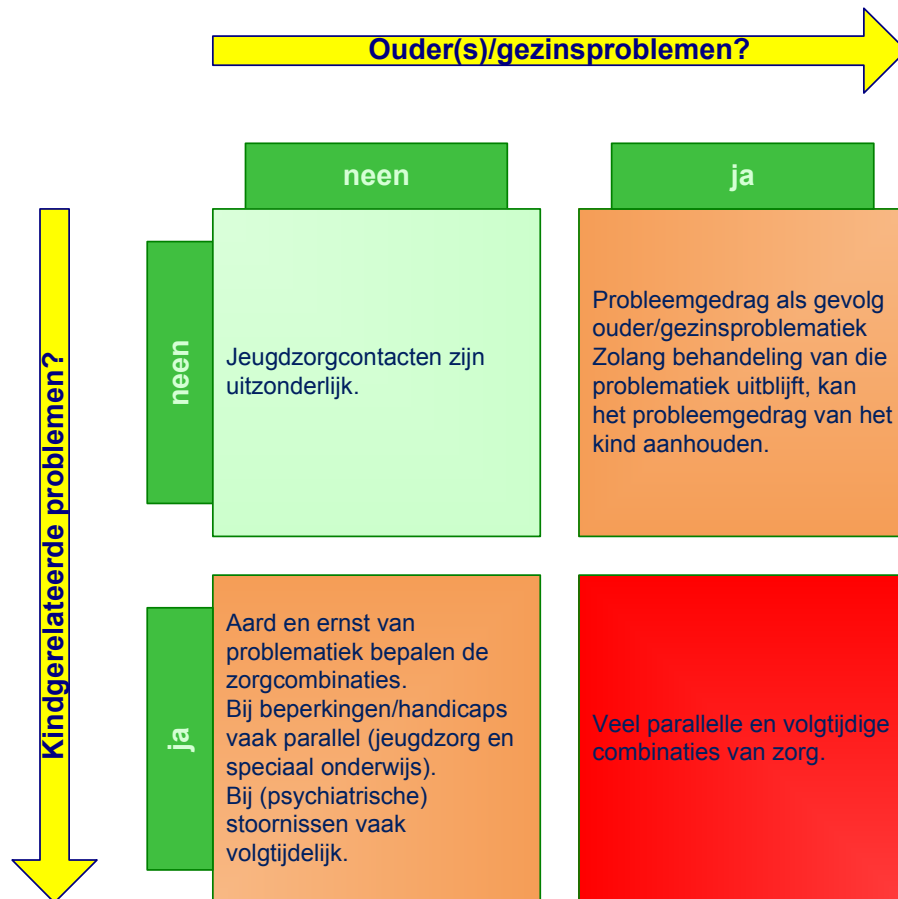 Ouder(s)/gezinsproblemen?
neen
ja
Kindgerelateerde problemen?
neen
Jeugdzorgcontacten zijn
uitzonderlijk.
Probleemgedrag als gevolg
ouder/gezinsproblematiek
Zolang behandeling van die
problematiek uitblijft, kan
het probleemgedrag van het
kind aanhouden.
ja
Aard en ernst van
problematiek bepalen de
zorgcombinaties.
Bij beperkingen/handicaps
vaak parallel (jeugdzorg en
speciaal onderwijs).
Bij (psychiatrische)
stoornissen vaak
volgtijdelijk.
Veel parallelle en volgtijdige
combinaties van zorg.